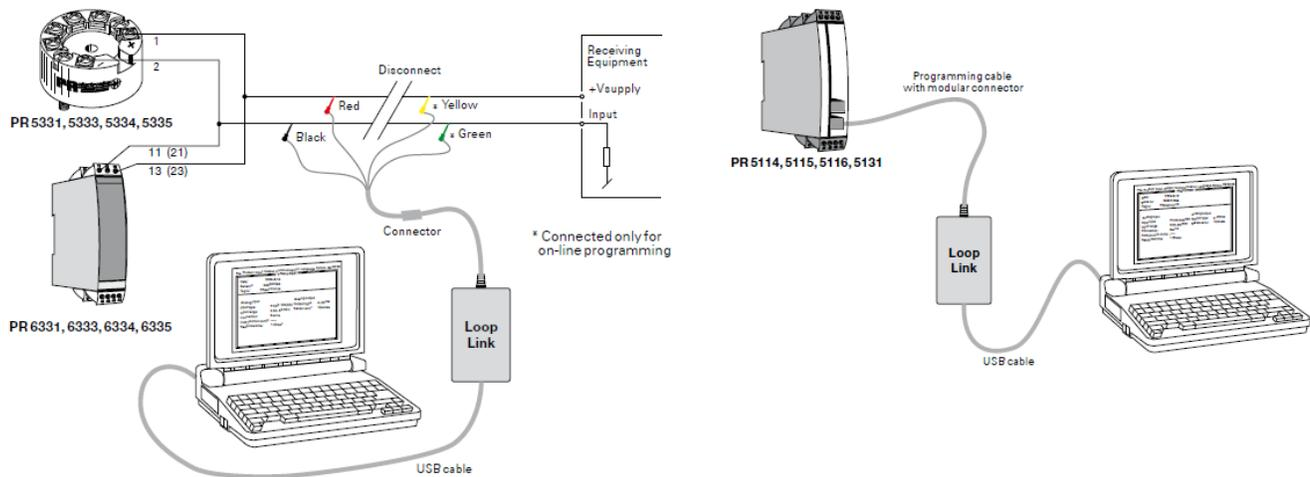 1
2
PR 5331, 5333, 5334, 5335
11 (21)
13 (23)
PR 6331, 6333, 6334, 6335
Disconnect
Red
* Yellow
Black
* Green
Receiving
Equipment
+Vsupply
Input
Connector
* Connected only for
on-line programming
Loop
Link
USB cable
PR 5114, 5115, 5116, 5131
Programming cable
with modular connector
Loop
Link
USB cable